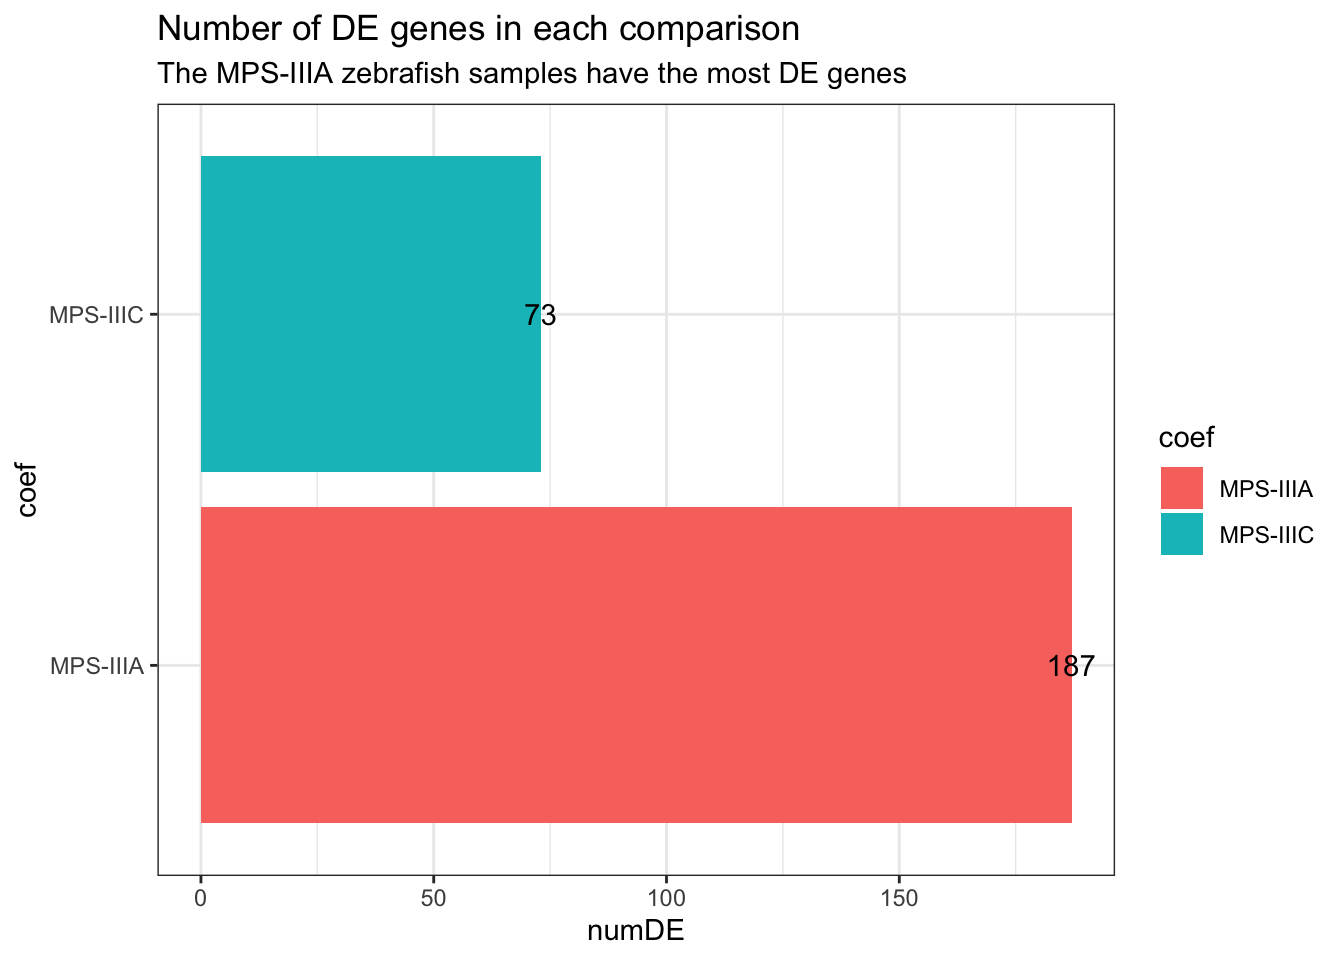 Number of DE genes in each comparison
The MPS-IIIA zebrafish samples have the most DE genes
MPS-IIIC
73
coef
MPS-IIIA
187
0
50
100
150
numDE
coef
MPS-IIIA
MPS-IIIC